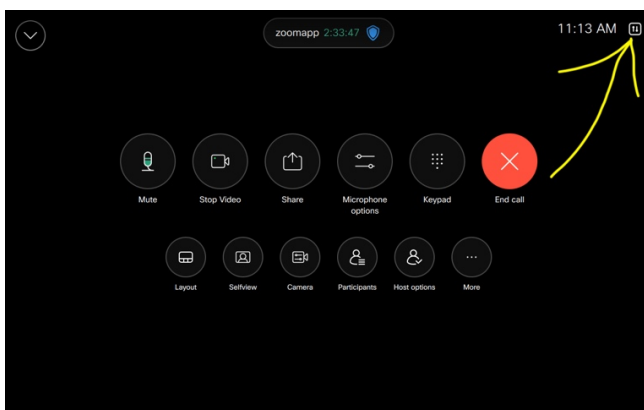 zoomapp 2:33:47
11:13 AM
Mute
Stop Video
Share
Microphone
options
Keypad
End call
Layout
Selfview
Camera
Participants
Host options
More